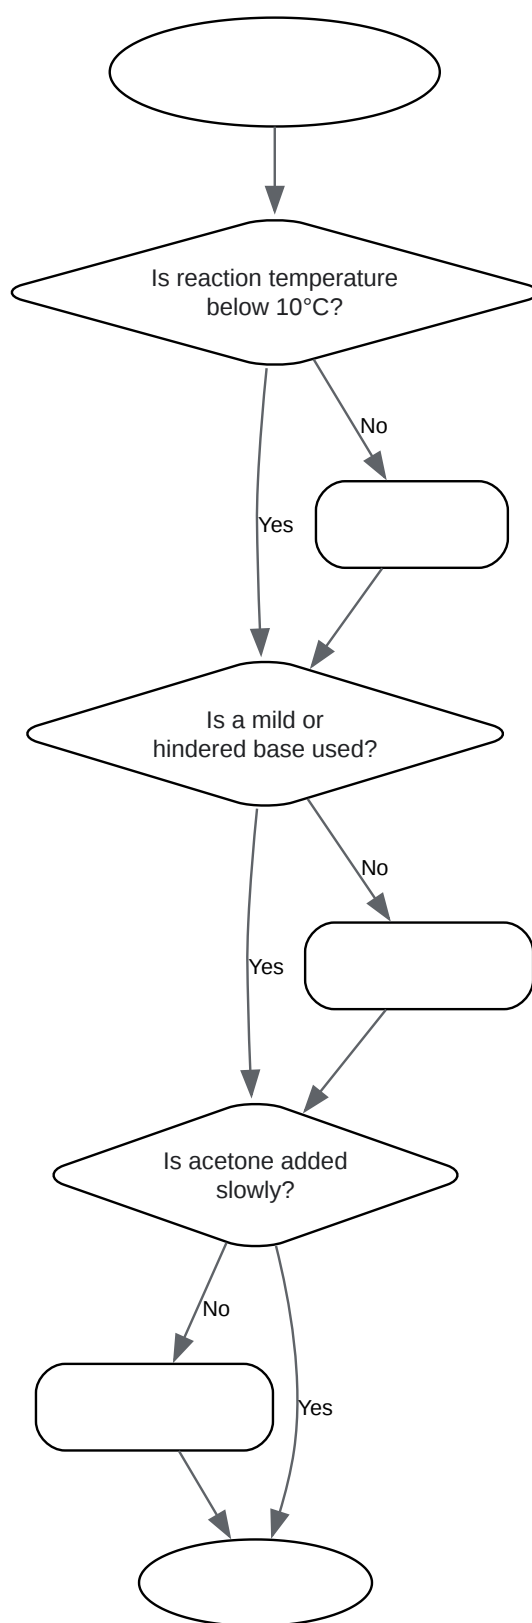 Is reaction temperature
below 10°C?
No
Yes
Is a mild or
hindered base used?
No
Yes
Is acetone added
slowly?
No
Yes